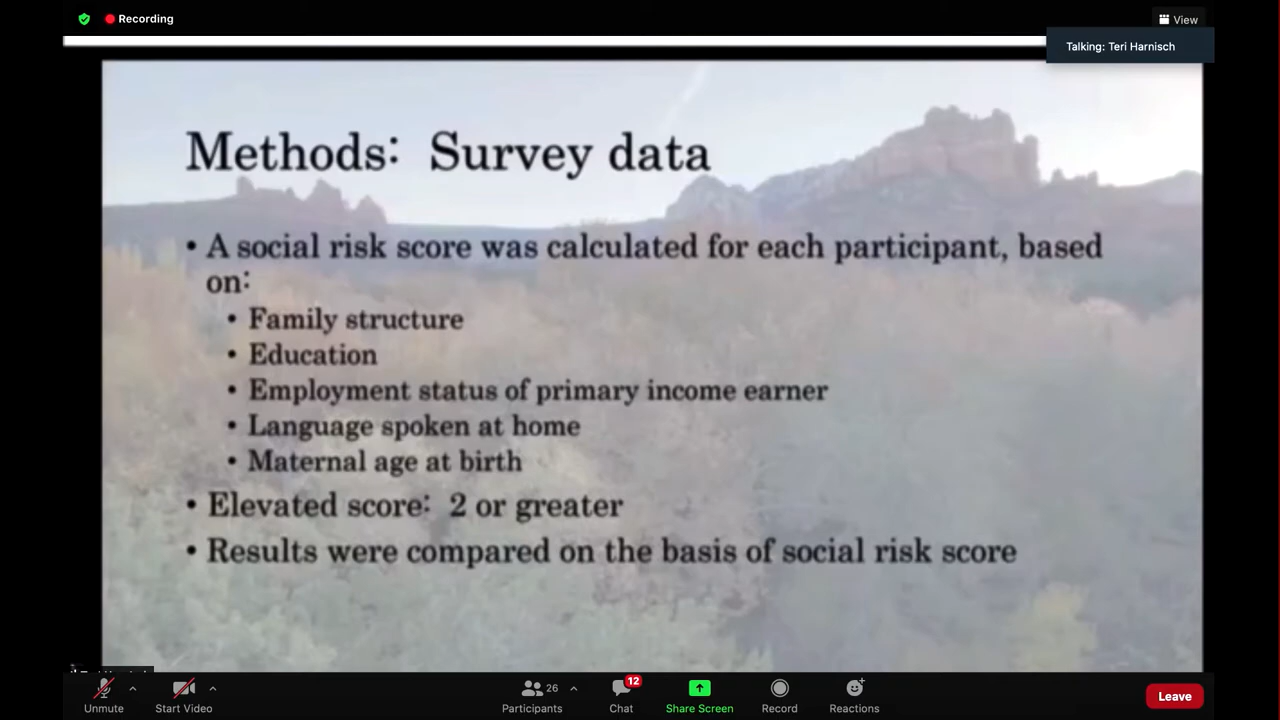 Recording
View
Talking: Teri Harnisch
Methods: Survey data
• A social risk score was calculated for each participant, based
on:
• Family structure
• Education
• Employment status of primary income earner
• Language spoken at home
• Maternal age at birth
• Elevated score: 2 or greater
• Results were compared on the basis of social risk score
Unmute
Start Video
26
Participants
12
Chat
Share Screen
Record
Reactions
Leave